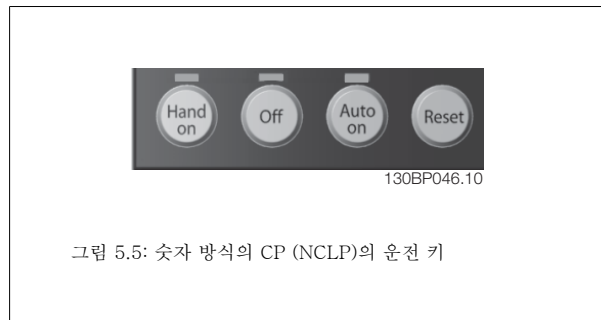 Hand on
Off
Auto on
Reset
130BP046.10
그림 5.5: 숫자 방식의 CP (NCLP)의 운전 키